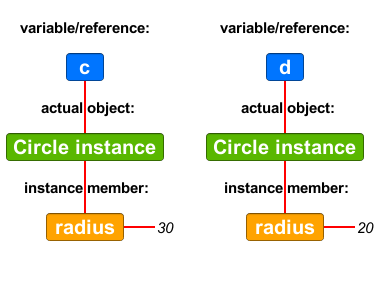 variable/reference: variable/reference:
c d
actual object: actual object:
Circle instance Circle instance
instance member: instance member:
radius 30 radius 20